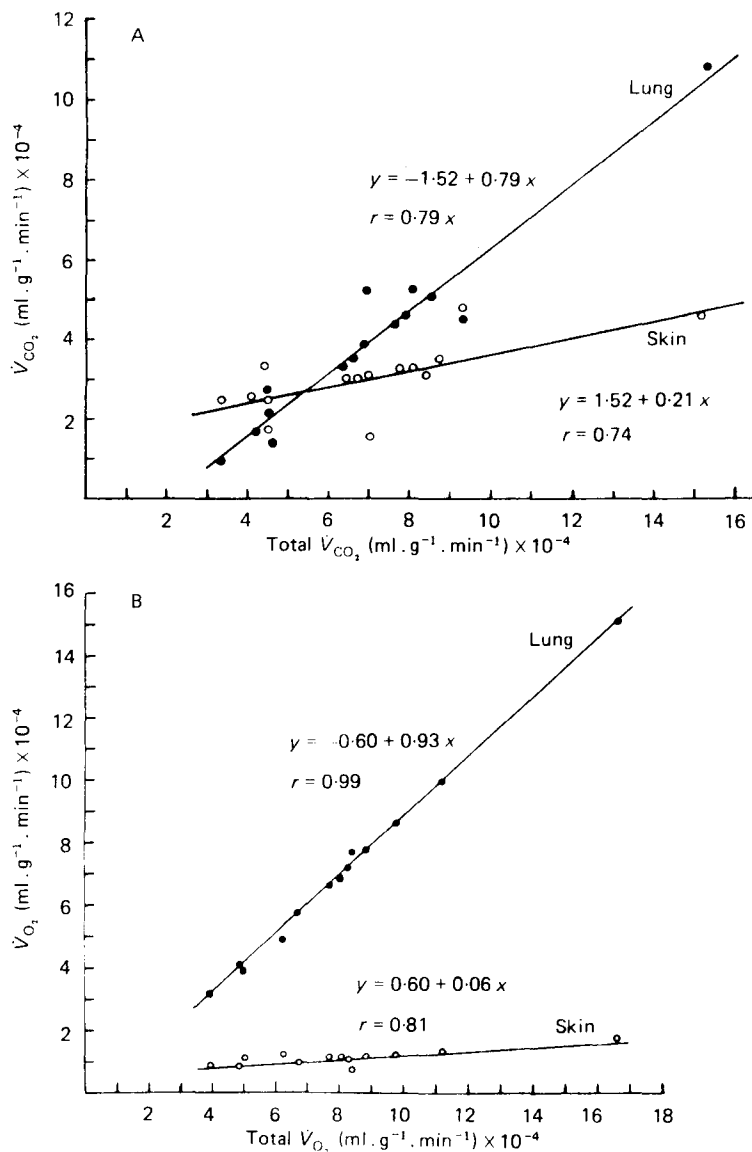 A
12
10
8
6
4
2
V̇CO₂ (ml . g⁻¹ . min⁻¹) × 10⁻⁴
Lung
y = −1·52 + 0·79 x
r = 0·79 x
Skin
y = 1·52 + 0·21 x
r = 0·74
2 4 6 8 10 12 14 16
Total V̇CO₂ (ml . g⁻¹ . min⁻¹) × 10⁻⁴
B
16
14
12
10
8
6
4
2
V̇O₂ (ml . g⁻¹ . min⁻¹) × 10⁻⁴
Lung
y = −0·60 + 0·93 x
r = 0·99
y = 0·60 + 0·06 x
r = 0·81
Skin
2 4 6 8 10 12 14 16 18
Total V̇O₂ (ml . g⁻¹ . min⁻¹) × 10⁻⁴